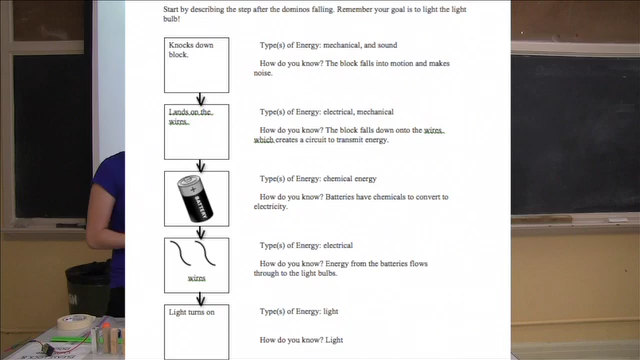 Start by describing the step after the dominos falling. Remember your goal is to light the light
bulb!
Knocks down
block.
Type(s) of Energy: mechanical, and sound
How do you know? The block falls into motion and makes
noise.
Lands on the
wires.
Type(s) of Energy: electrical, mechanical
How do you know? The block falls down onto the wires
which creates a circuit to transmit energy.
BATTERY
Type(s) of Energy: chemical energy
How do you know? Batteries have chemicals to convert to
electricity.
wires
Type(s) of Energy: electrical
How do you know? Energy from the batteries flows
through to the light bulbs.
Light turns on
Type(s) of Energy: light
How do you know? Light